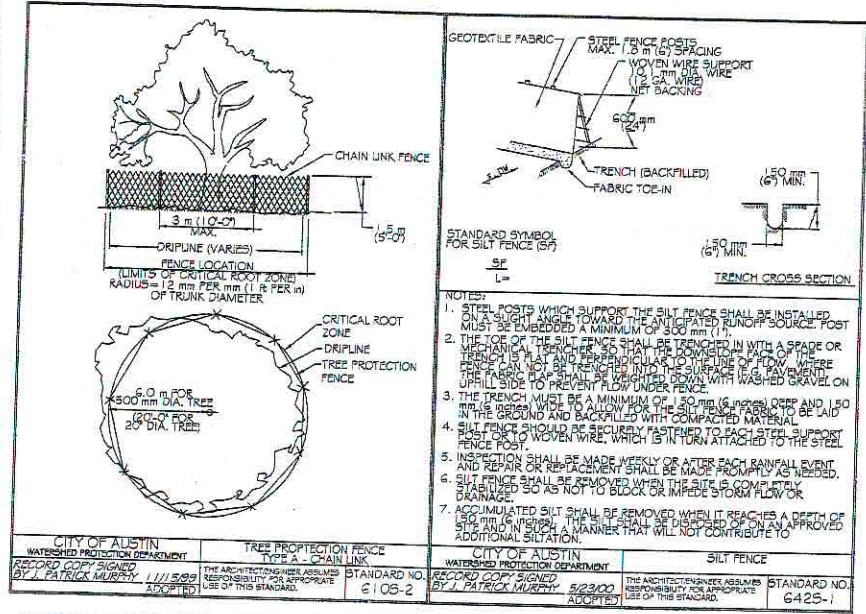 CHAIN LINK FENCE
3 m (10'-0")
MAX.
1.5 m
(5'-0")
DRIPLINE (VARIES)
FENCE LOCATION
(LIMITS OF CRITICAL ROOT ZONE)
RADIUS=12 mm PER mm (1 ft PER in)
OF TRUNK DIAMETER
CRITICAL ROOT
ZONE
DRIPLINE
TREE PROTECTION
FENCE
6.0 m FOR
500 mm DIA. TREE
(20'-0" FOR
20" DIA. TREE)
CITY OF AUSTIN
WATERSHED PROTECTION DEPARTMENT
TREE PROPTECTION FENCE
TYPE A - CHAIN LINK
RECORD COPY SIGNED
BY J. PATRICK MURPHY 11/15/99
ADOPTED
THE ARCHITECT/ENGINEER ASSUMES
RESPONSIBILITY FOR APPROPRIATE
USE OF THIS STANDARD.
STANDARD NO.
610S-2
GEOTEXTILE FABRIC
STEEL FENCE POSTS
MAX. 1.8 m (6') SPACING
WOVEN WIRE SUPPORT
(12 GA. WIRE)
NET BACKING
600 mm
(24")
TRENCH (BACKFILLED)
FABRIC TOE-IN
FLOW
150 mm
(6") MIN.
150 mm
(6") MIN.
STANDARD SYMBOL
FOR SILT FENCE (SF)
SF
L=
TRENCH CROSS SECTION
NOTES:
1. STEEL POSTS WHICH SUPPORT THE SILT FENCE SHALL BE INSTALLED
ON A SLIGHT ANGLE TOWARD THE ANTICIPATED RUNOFF SOURCE. POST
MUST BE EMBEDDED A MINIMUM OF 300 mm (1').
2. THE TOE OF THE SILT FENCE SHALL BE TRENCHED IN WITH A SPADE OR
MECHANICAL TRENCHER, SO THAT THE DOWNSLOPE FACE OF THE
TRENCH IS FLAT AND PERPENDICULAR TO THE LINE OF FLOW. WHERE
FENCE CAN NOT BE TRENCHED INTO THE SURFACE (E.G. PAVEMENT),
THE FABRIC FLAP SHALL BE WEIGHTED DOWN WITH WASHED GRAVEL ON
UPHILL SIDE TO PREVENT FLOW UNDER FENCE.
3. THE TRENCH MUST BE A MINIMUM OF 150 mm (6 inches) DEEP AND 150
mm (6 inches) WIDE TO ALLOW FOR THE SILT FENCE FABRIC TO BE LAID
IN THE GROUND AND BACKFILLED WITH COMPACTED MATERIAL.
4. SILT FENCE SHOULD BE SECURELY FASTENED TO EACH STEEL SUPPORT
POST OR TO WOVEN WIRE, WHICH IS IN TURN ATTACHED TO THE STEEL
FENCE POST.
5. INSPECTION SHALL BE MADE WEEKLY OR AFTER EACH RAINFALL EVENT
AND REPAIR OR REPLACEMENT SHALL BE MADE PROMPTLY AS NEEDED.
6. SILT FENCE SHALL BE REMOVED WHEN THE SITE IS COMPLETELY
STABILIZED SO AS NOT TO BLOCK OR IMPEDE STORM FLOW OR
DRAINAGE.
7. ACCUMULATED SILT SHALL BE REMOVED WHEN IT REACHES A DEPTH OF
150 mm (6 inches). THE SILT SHALL BE DISPOSED OF ON AN APPROVED
SITE AND IN SUCH A MANNER THAT WILL NOT CONTRIBUTE TO
ADDITIONAL SILTATION.
CITY OF AUSTIN
WATERSHED PROTECTION DEPARTMENT
SILT FENCE
RECORD COPY SIGNED
BY J. PATRICK MURPHY 5/23/00
ADOPTED
THE ARCHITECT/ENGINEER ASSUMES
RESPONSIBILITY FOR APPROPRIATE
USE OF THIS STANDARD.
STANDARD NO.
642S-1